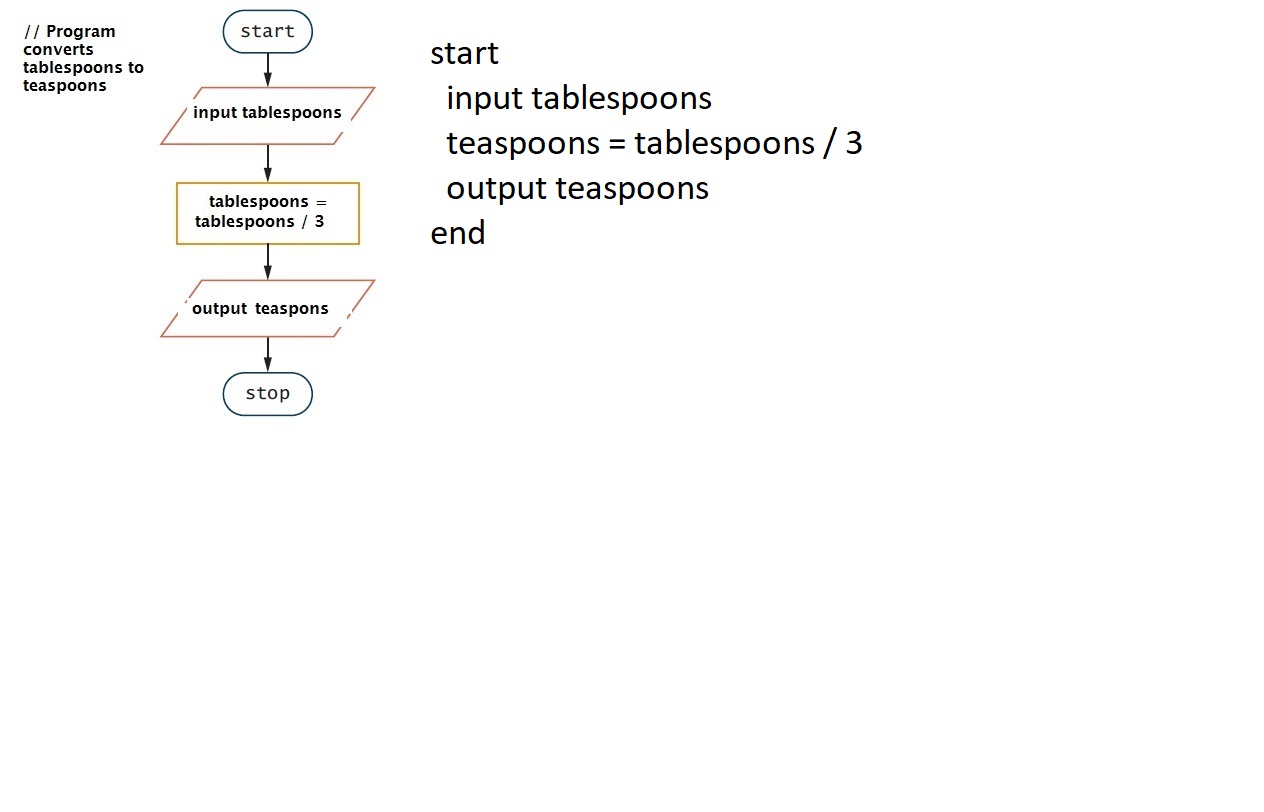 // Program
converts
tablespoons to
teaspoons
start
input tablespoons
tablespoons =
tablespoons / 3
output teaspons
stop
start
input tablespoons
teaspoons = tablespoons / 3
output teaspoons
end